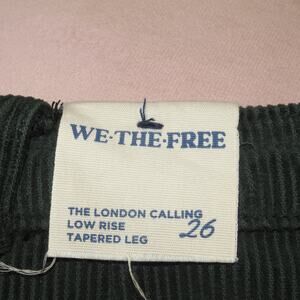 WE·THE·FREE
THE LONDON CALLING
LOW RISE
TAPERED LEG
26